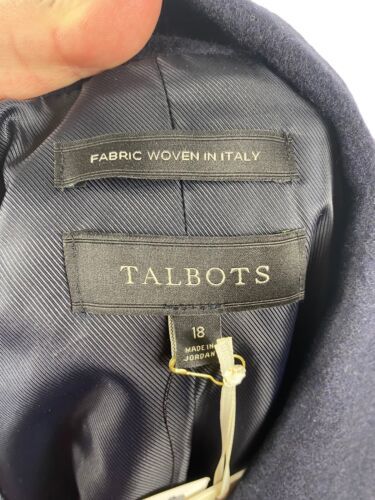 FABRIC WOVEN IN ITALY
TALBOTS
18
MADE IN
JORDAN